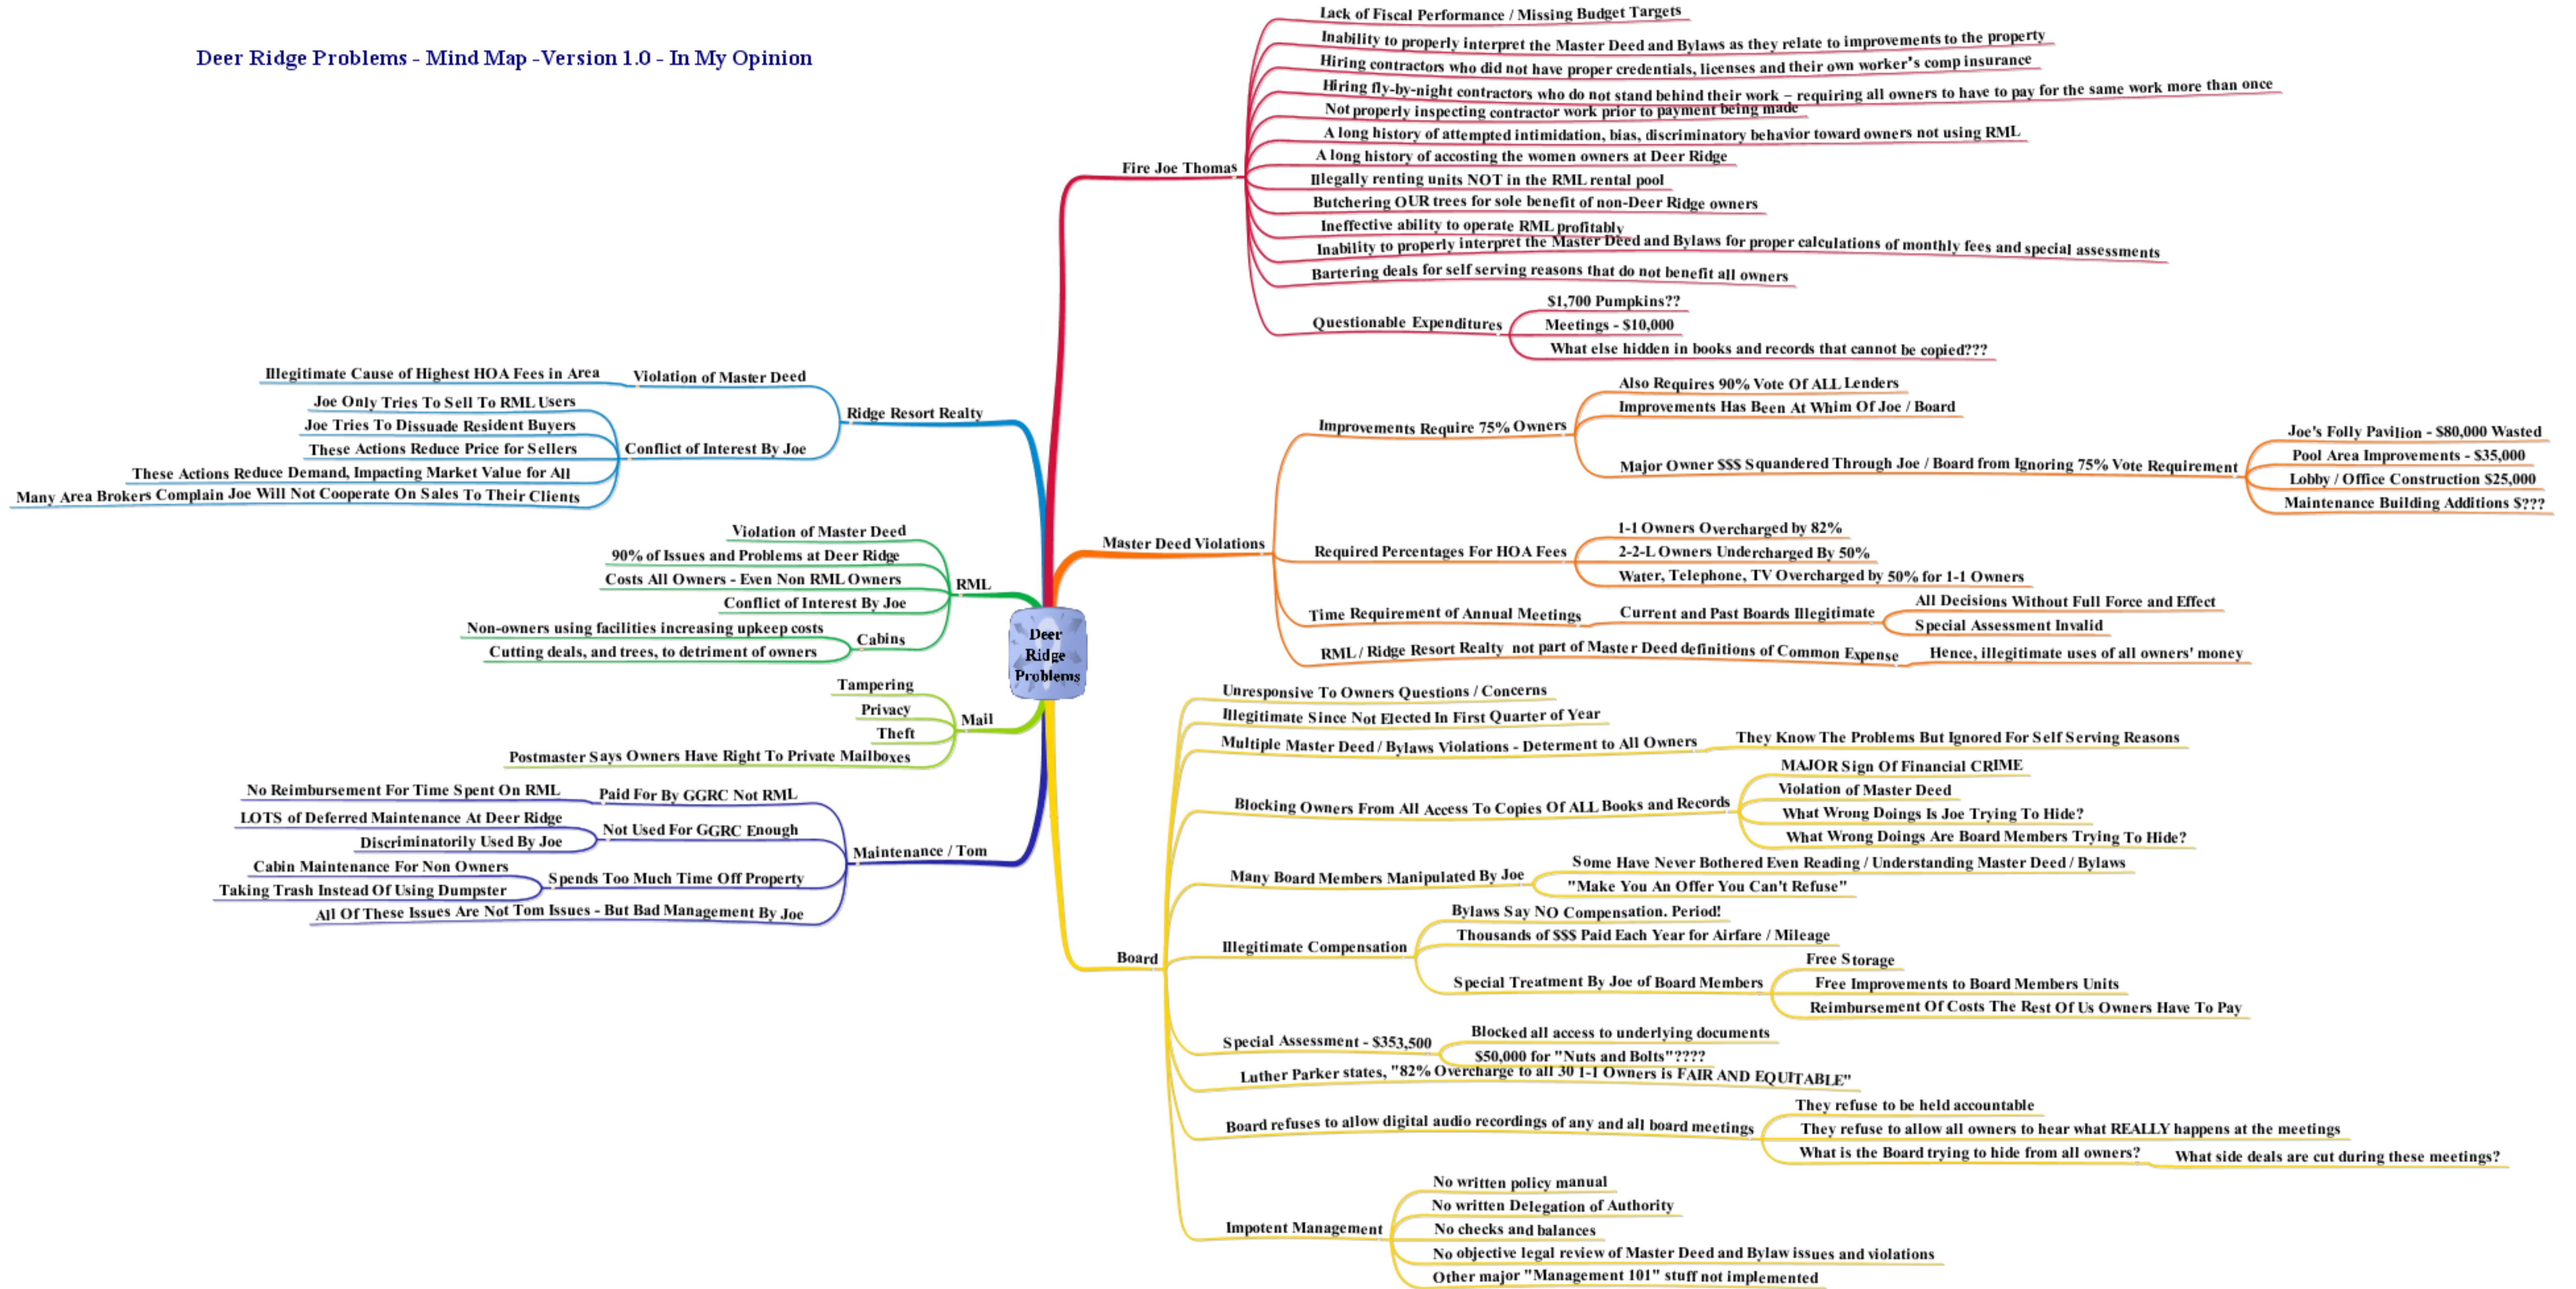 Deer Ridge Problems - Mind Map -Version 1.0 - In My Opinion
Deer
Ridge
Problems
Fire Joe Thomas
Lack of Fiscal Performance / Missing Budget Targets
Inability to properly interpret the Master Deed and Bylaws as they relate to improvements to the property
Hiring contractors who did not have proper credentials, licenses and their own worker's comp insurance
Hiring fly-by-night contractors who do not stand behind their work – requiring all owners to have to pay for the same work more than once
Not properly inspecting contractor work prior to payment being made
A long history of attempted intimidation, bias, discriminatory behavior toward owners not using RML
A long history of accosting the women owners at Deer Ridge
Illegally renting units NOT in the RML rental pool
Butchering OUR trees for sole benefit of non-Deer Ridge owners
Ineffective ability to operate RML profitably
Inability to properly interpret the Master Deed and Bylaws for proper calculations of monthly fees and special assessments
Bartering deals for self serving reasons that do not benefit all owners
Questionable Expenditures
$1,700 Pumpkins??
Meetings - $10,000
What else hidden in books and records that cannot be copied???
Master Deed Violations
Improvements Require 75% Owners
Also Requires 90% Vote Of ALL Lenders
Improvements Has Been At Whim Of Joe / Board
Major Owner $$$ Squandered Through Joe / Board from Ignoring 75% Vote Requirement
Joe's Folly Pavilion - $80,000 Wasted
Pool Area Improvements - $35,000
Lobby / Office Construction $25,000
Maintenance Building Additions $???
Required Percentages For HOA Fees
1-1 Owners Overcharged by 82%
2-2-L Owners Undercharged By 50%
Water, Telephone, TV Overcharged by 50% for 1-1 Owners
Time Requirement of Annual Meetings
Current and Past Boards Illegitimate
All Decisions Without Full Force and Effect
Special Assessment Invalid
RML / Ridge Resort Realty not part of Master Deed definitions of Common Expense
Hence, illegitimate uses of all owners' money
Board
Unresponsive To Owners Questions / Concerns
Illegitimate Since Not Elected In First Quarter of Year
Multiple Master Deed / Bylaws Violations - Determent to All Owners
They Know The Problems But Ignored For Self Serving Reasons
Blocking Owners From All Access To Copies Of ALL Books and Records
MAJOR Sign Of Financial CRIME
Violation of Master Deed
What Wrong Doings Is Joe Trying To Hide?
What Wrong Doings Are Board Members Trying To Hide?
Many Board Members Manipulated By Joe
Some Have Never Bothered Even Reading / Understanding Master Deed / Bylaws
"Make You An Offer You Can't Refuse"
Illegitimate Compensation
Bylaws Say NO Compensation. Period!
Thousands of $$$ Paid Each Year for Airfare / Mileage
Special Treatment By Joe of Board Members
Free Storage
Free Improvements to Board Members Units
Reimbursement Of Costs The Rest Of Us Owners Have To Pay
Special Assessment - $353,500
Blocked all access to underlying documents
$50,000 for "Nuts and Bolts"????
Luther Parker states, "82% Overcharge to all 30 1-1 Owners is FAIR AND EQUITABLE"
Board refuses to allow digital audio recordings of any and all board meetings
They refuse to be held accountable
They refuse to allow all owners to hear what REALLY happens at the meetings
What is the Board trying to hide from all owners?
What side deals are cut during these meetings?
Impotent Management
No written policy manual
No written Delegation of Authority
No checks and balances
No objective legal review of Master Deed and Bylaw issues and violations
Other major "Management 101" stuff not implemented
Ridge Resort Realty
Violation of Master Deed
Illegitimate Cause of Highest HOA Fees in Area
Conflict of Interest By Joe
Joe Only Tries To Sell To RML Users
Joe Tries To Dissuade Resident Buyers
These Actions Reduce Price for Sellers
These Actions Reduce Demand, Impacting Market Value for All
Many Area Brokers Complain Joe Will Not Cooperate On Sales To Their Clients
RML
Violation of Master Deed
90% of Issues and Problems at Deer Ridge
Costs All Owners - Even Non RML Owners
Conflict of Interest By Joe
Cabins
Non-owners using facilities increasing upkeep costs
Cutting deals, and trees, to detriment of owners
Mail
Tampering
Privacy
Theft
Postmaster Says Owners Have Right To Private Mailboxes
Maintenance / Tom
Paid For By GGRC Not RML
No Reimbursement For Time Spent On RML
Not Used For GGRC Enough
LOTS of Deferred Maintenance At Deer Ridge
Discriminatorily Used By Joe
Spends Too Much Time Off Property
Cabin Maintenance For Non Owners
Taking Trash Instead Of Using Dumpster
All Of These Issues Are Not Tom Issues - But Bad Management By Joe